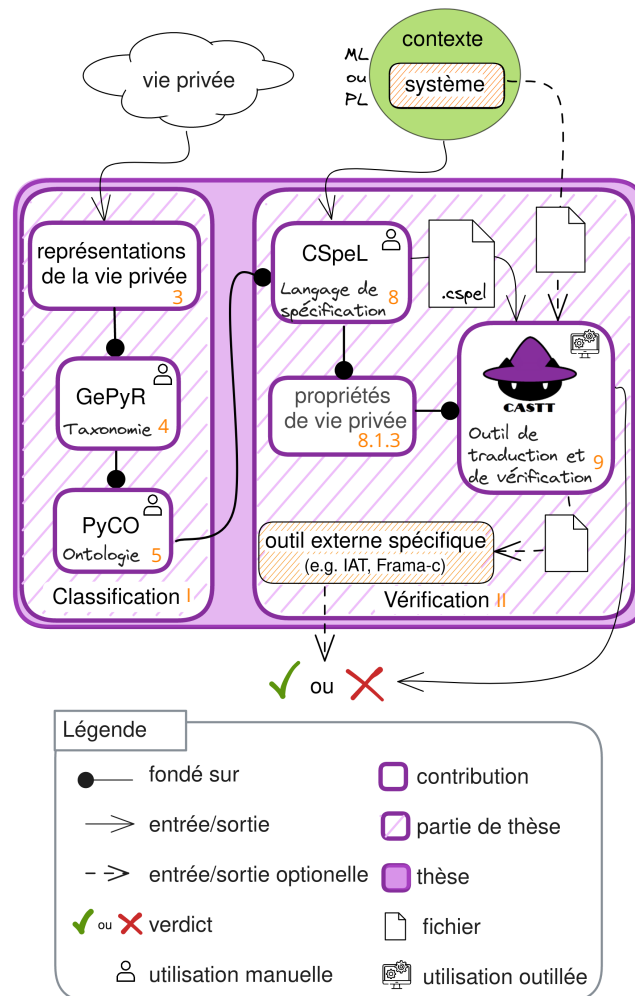 vie privée
contexte
ML
ou
PL
système
représentations
de la vie privée
3
GePyR
Taxonomie 4
PyCO
Ontologie 5
Classification I
CSpeL
Langage de
spécification 8
.cspel
propriétés
de vie privée
8.1.3
CASTT
Outil de
traduction et
de vérification 9
outil externe spécifique
(e.g. IAT, Frama-c)
Vérification II
ou
Légende
fondé sur
entrée/sortie
entrée/sortie optionelle
ou verdict
utilisation manuelle
contribution
partie de thèse
thèse
fichier
utilisation outillée